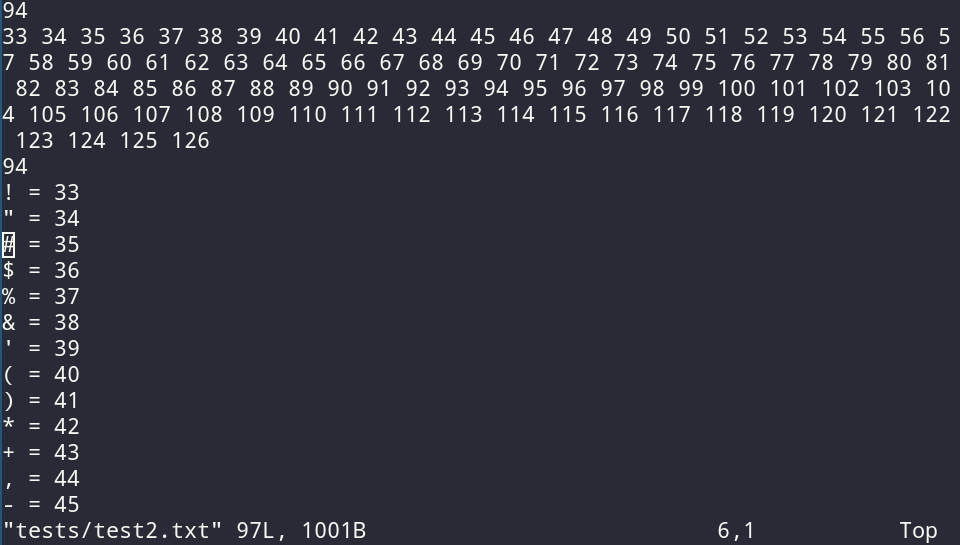 94
33 34 35 36 37 38 39 40 41 42 43 44 45 46 47 48 49 50 51 52 53 54 55 56 5
7 58 59 60 61 62 63 64 65 66 67 68 69 70 71 72 73 74 75 76 77 78 79 80 81
 82 83 84 85 86 87 88 89 90 91 92 93 94 95 96 97 98 99 100 101 102 103 10
4 105 106 107 108 109 110 111 112 113 114 115 116 117 118 119 120 121 122
 123 124 125 126
94
! = 33
" = 34
# = 35
$ = 36
% = 37
& = 38
' = 39
( = 40
) = 41
* = 42
+ = 43
, = 44
- = 45
"tests/test2.txt" 97L, 1001B 6,1 Top